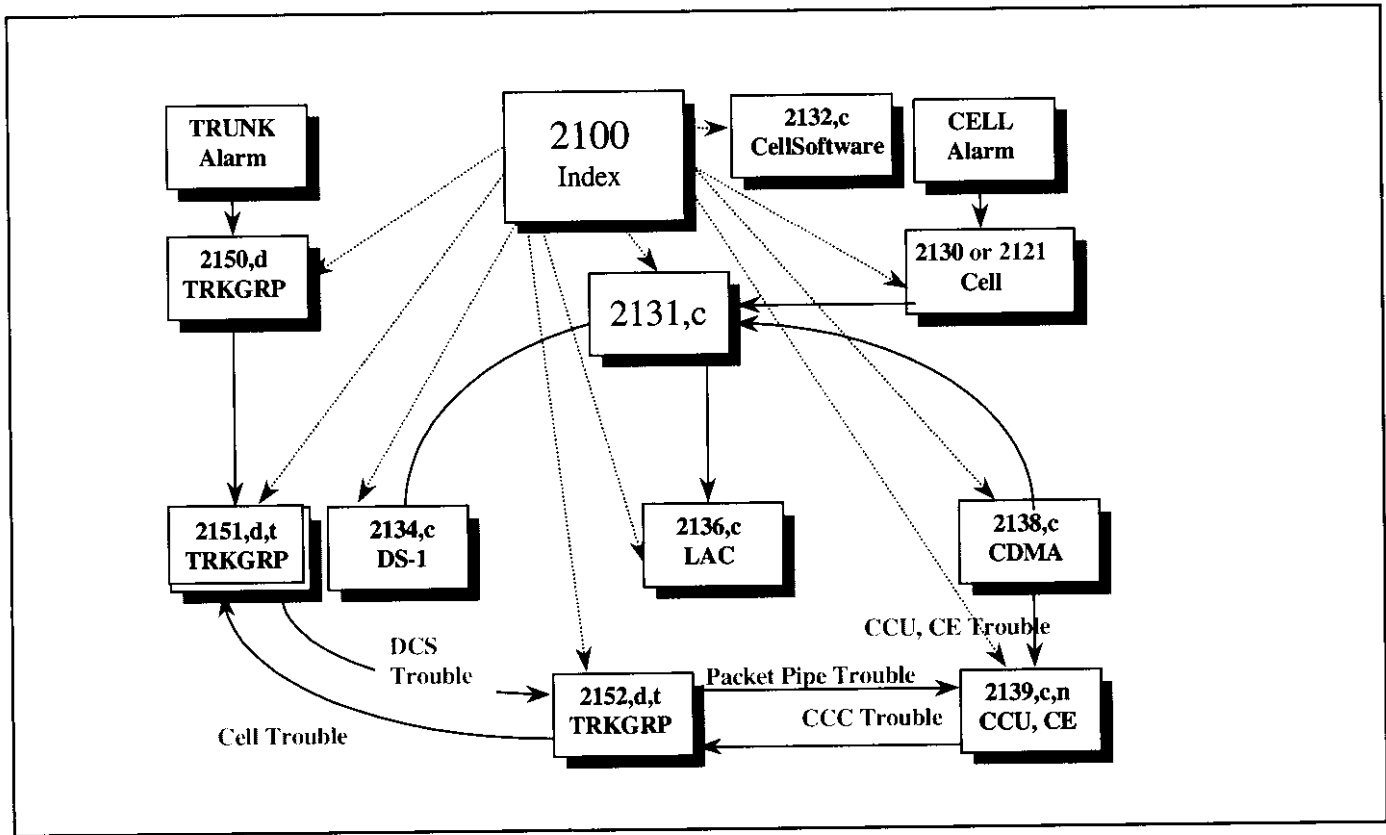 TRUNK
Alarm
2100
Index
2132,c
CellSoftware
CELL
Alarm
2150,d
TRKGRP
2130 or 2121
Cell
2131,c
2151,d,t
TRKGRP
2134,c
DS-1
2136,c
LAC
2138,c
CDMA
CCU, CE Trouble
DCS
Trouble
Packet Pipe Trouble
2152,d,t
TRKGRP
2139,c,n
CCU, CE
CCC Trouble
Cell Trouble